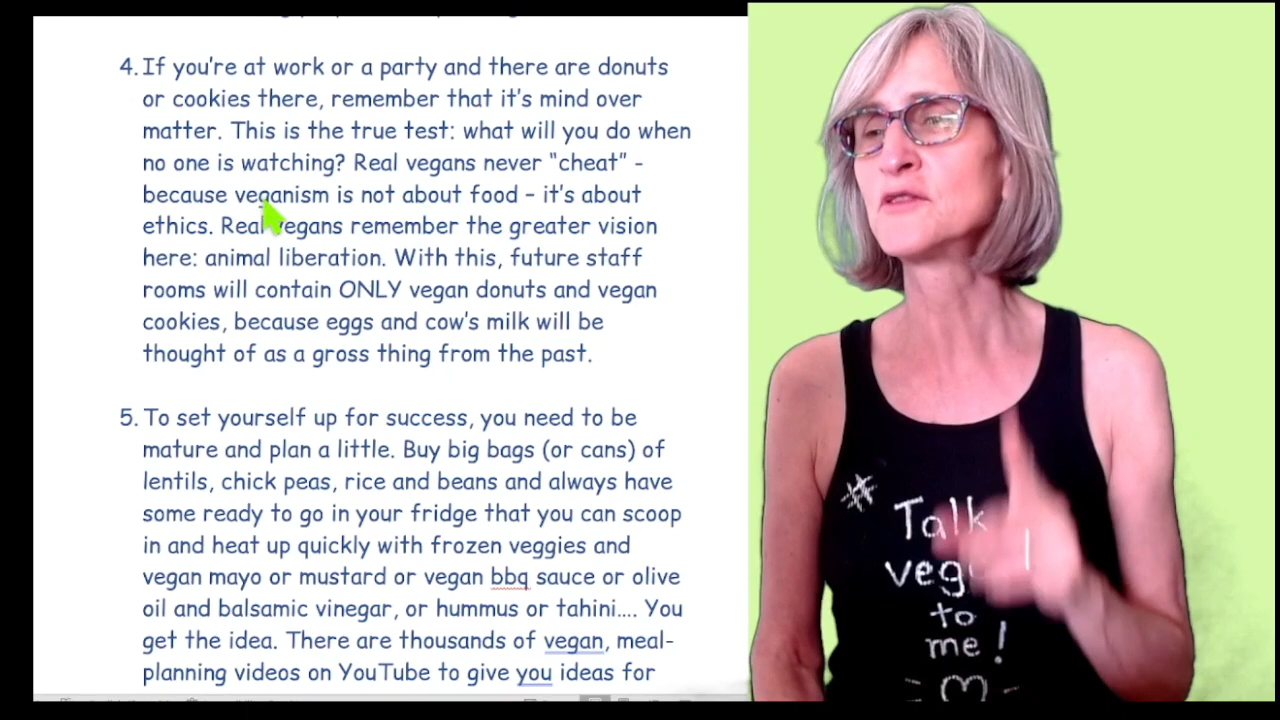 4. If you're at work or a party and there are donuts
or cookies there, remember that it's mind over
matter. This is the true test: what will you do when
no one is watching? Real vegans never “cheat” -
because veganism is not about food – it's about
ethics. Real vegans remember the greater vision
here: animal liberation. With this, future staff
rooms will contain ONLY vegan donuts and vegan
cookies, because eggs and cow's milk will be
thought of as a gross thing from the past.
5. To set yourself up for success, you need to be
mature and plan a little. Buy big bags (or cans) of
lentils, chick peas, rice and beans and always have
some ready to go in your fridge that you can scoop
in and heat up quickly with frozen veggies and
vegan mayo or mustard or vegan bbq sauce or olive
oil and balsamic vinegar, or hummus or tahini…. You
get the idea. There are thousands of vegan, meal-
planning videos on YouTube to give you ideas for
Talk
to
me!